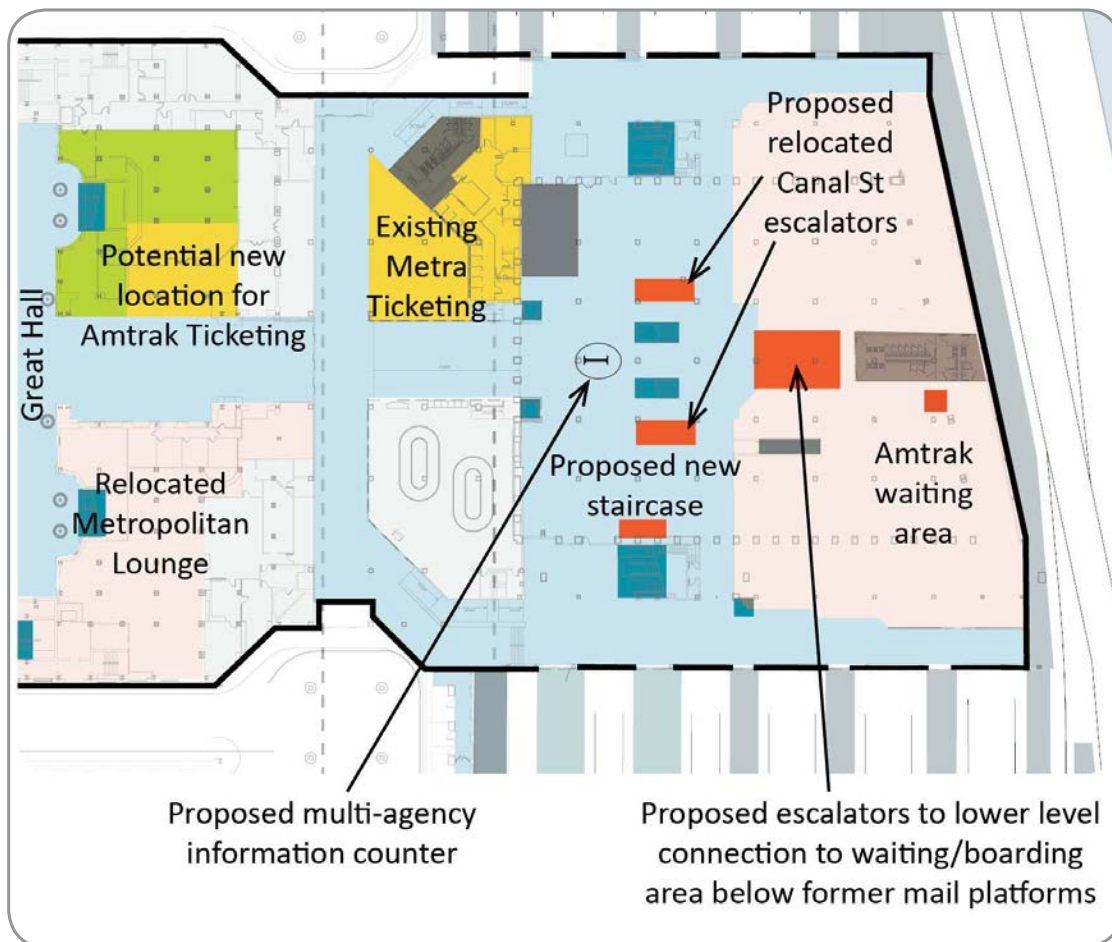 Proposed
relocated
Canal St
escalators
Existing
Metra
Ticketing
Potential new
location for
Amtrak Ticketing
Great Hall
Relocated
Metropolitan
Lounge
Proposed new
staircase
Amtrak
waiting
area
Proposed multi-agency
information counter
Proposed escalators to lower level
connection to waiting/boarding
area below former mail platforms